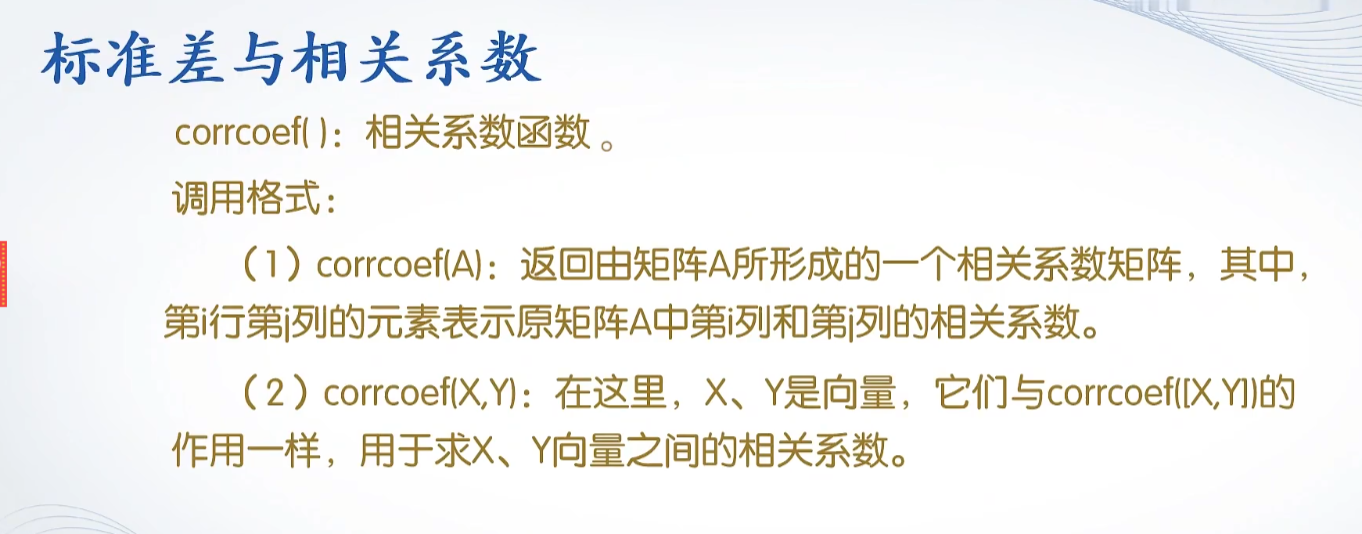 标准差与相关系数
corrcoef( )：相关系数函数 。
调用格式：
（1）corrcoef(A)：返回由矩阵A所形成的一个相关系数矩阵，其中，
第i行第j列的元素表示原矩阵A中第i列和第j列的相关系数。
（2）corrcoef(X,Y)：在这里，X、Y是向量，它们与corrcoef([X,Y])的
作用一样，用于求X、Y向量之间的相关系数。